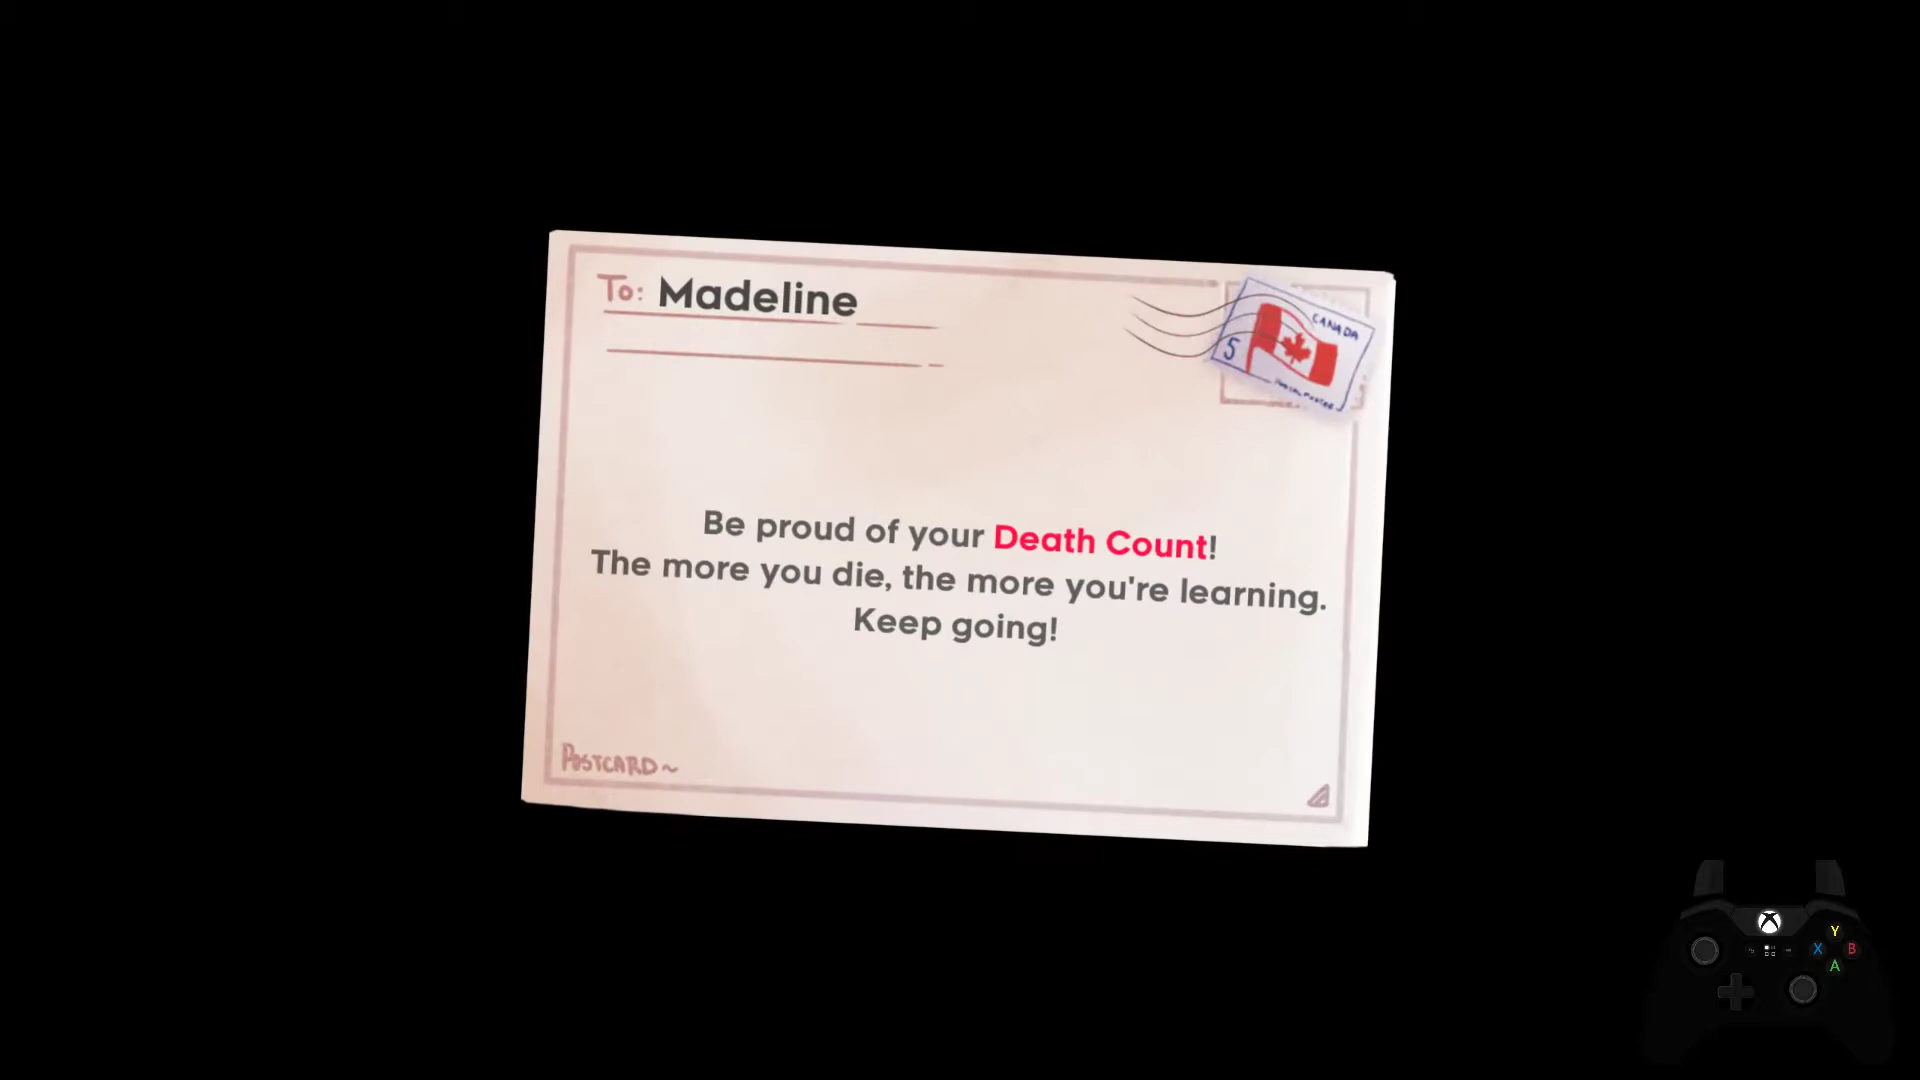 To: Madeline
CANADA
5
Be proud of your Death Count!
The more you die, the more you're learning.
Keep going!
POSTCARD~
Y
X B
A